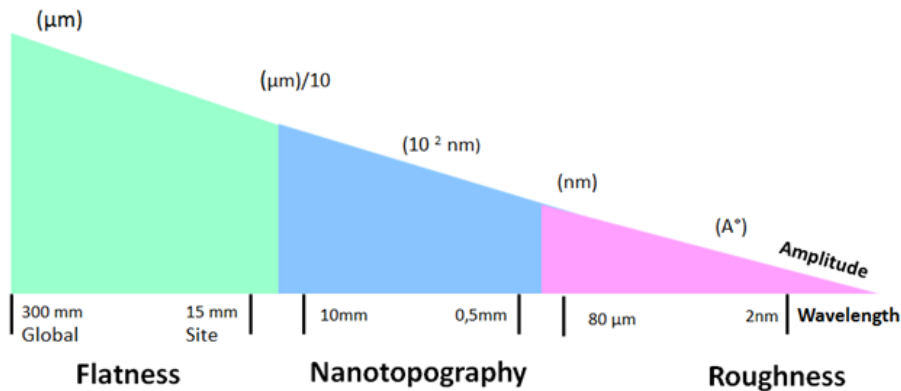 (µm)
(µm)/10
(10 ² nm)
(nm)
(A°)
Amplitude
300 mm
Global
15 mm
Site
10mm
0,5mm
80 µm
2nm
Wavelength
Flatness
Nanotopography
Roughness